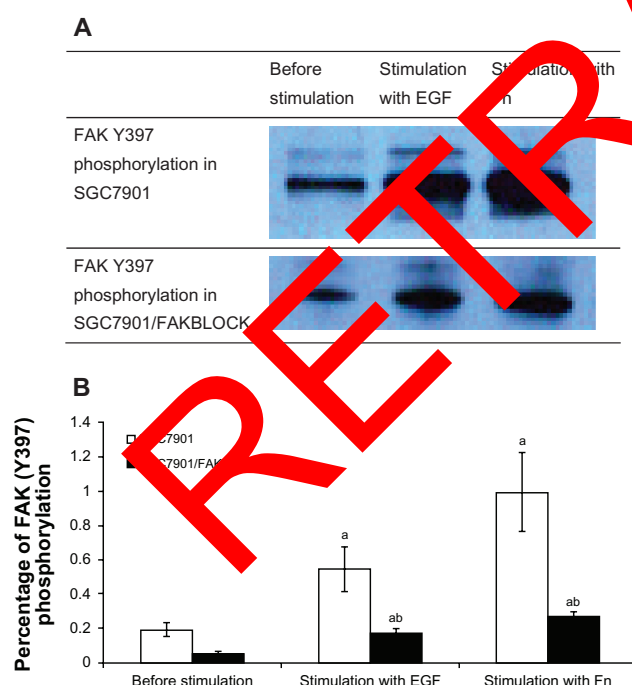 A
Before stimulation
Stimulation with EGF
FAK Y397
phosphorylation in
SGC7901
FAK Y397
phosphorylation in
SGC7901/FAKBLOCK
B
Percentage of FAK (Y397)
phosphorylation
1.4
1.2
1
0.8
0.6
0.4
0.2
0
a
ab
a
ab
Before stimulation
Stimulation with EGF
Stimulation with Fn
RETR